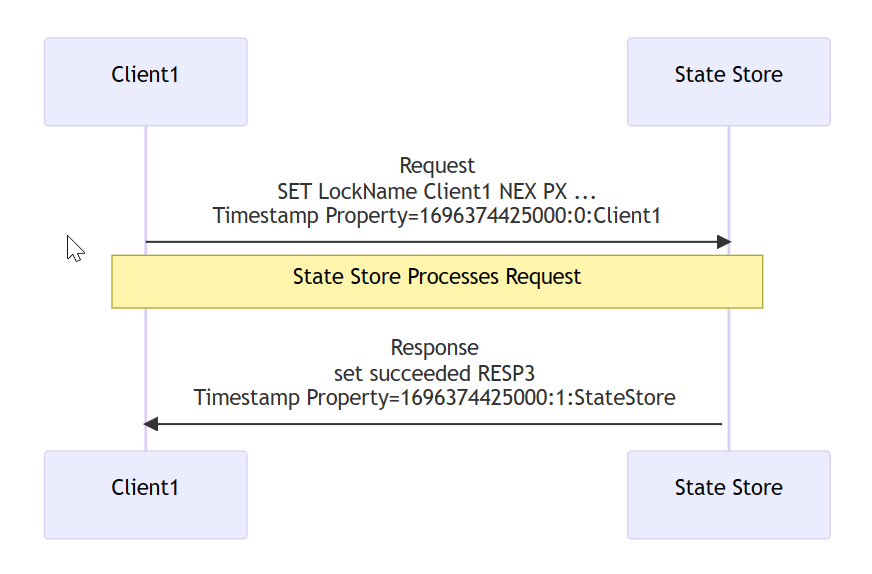 Client1
State Store
Request
SET LockName Client1 NEX PX ...
Timestamp Property=1696374425000:0:Client1
State Store Processes Request
Response
set succeeded RESP3
Timestamp Property=1696374425000:1:StateStore
Client1
State Store